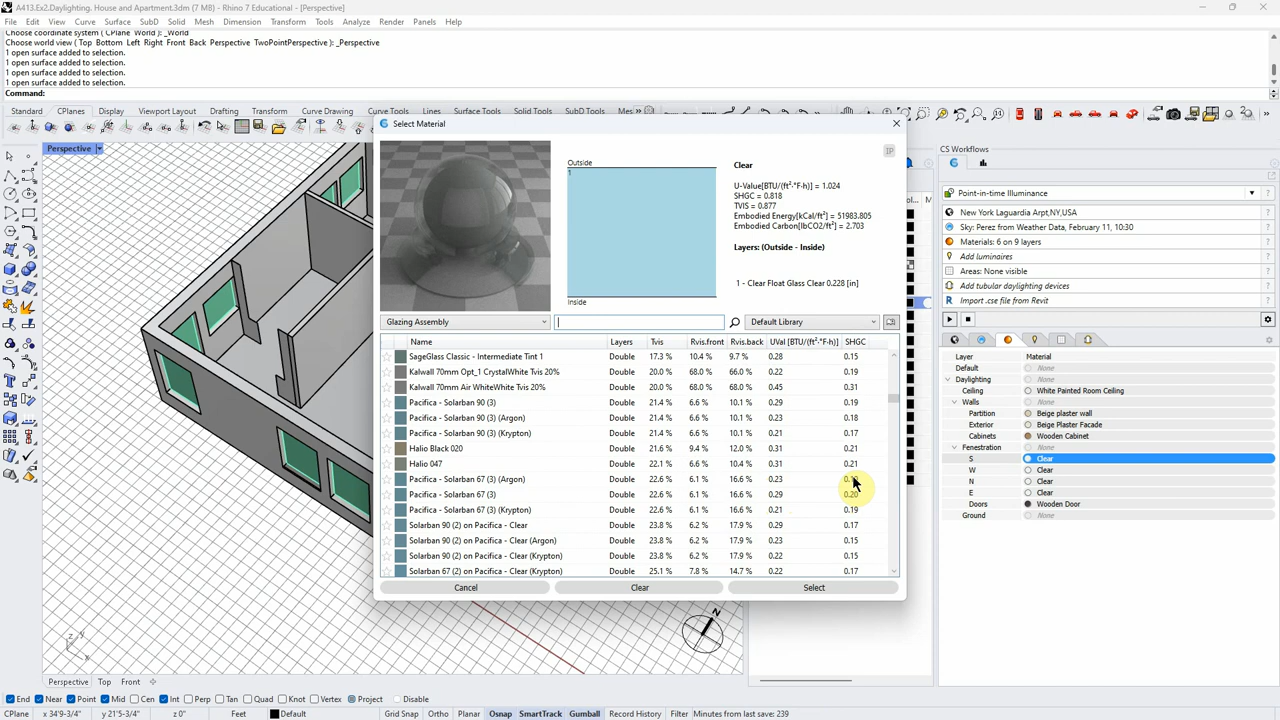 A413.Ex2.Daylighting. House and Apartment.3dm (7 MB) - Rhino 7 Educational - [Perspective]
File Edit View Curve Surface SubD Solid Mesh Dimension Transform Tools Analyze Render Panels Help
Choose coordinate system ( CPlane World ): _World
Choose world view ( Top Bottom Left Right Front Back Perspective TwoPointPerspective ): _Perspective
1 open surface added to selection.
1 open surface added to selection.
1 open surface added to selection.
1 open surface added to selection.
Command:
Standard CPlanes Display Viewport Layout Drafting Transform Curve Drawing Curve Tools Lines Surface Tools Solid Tools SubD Tools Mes »
Perspective
Select Material
Outside
1
Inside
Clear
U-Value[BTU/(ft²·°F·h)] = 1.024
SHGC = 0.818
TVIS = 0.877
Embodied Energy[kCal/ft²] = 51983.805
Embodied Carbon[lbCO2/ft²] = 2.703
Layers: (Outside - Inside)
1 - Clear Float Glass Clear 0.228 [in]
IP
Glazing Assembly Default Library
Name Layers Tvis Rvis.front Rvis.back UVal [BTU/(ft²·°F·h)] SHGC
SageGlass Classic - Intermediate Tint 1 Double 17.3 % 10.4 % 9.7 % 0.28 0.15
Kalwall 70mm Opt_1 CrystalWhite Tvis 20% Double 20.0 % 68.0 % 66.0 % 0.22 0.19
Kalwall 70mm Air WhiteWhite Tvis 20% Double 20.0 % 68.0 % 68.0 % 0.45 0.31
Pacifica - Solarban 90 (3) Double 21.4 % 6.6 % 10.1 % 0.29 0.19
Pacifica - Solarban 90 (3) (Argon) Double 21.4 % 6.6 % 10.1 % 0.23 0.18
Pacifica - Solarban 90 (3) (Krypton) Double 21.4 % 6.6 % 10.1 % 0.21 0.17
Halio Black 020 Double 21.6 % 9.4 % 12.0 % 0.31 0.21
Halio 047 Double 22.1 % 6.6 % 10.4 % 0.31 0.21
Pacifica - Solarban 67 (3) (Argon) Double 22.6 % 6.1 % 16.6 % 0.23
Pacifica - Solarban 67 (3) Double 22.6 % 6.1 % 16.6 % 0.29 0.20
Pacifica - Solarban 67 (3) (Krypton) Double 22.6 % 6.1 % 16.6 % 0.21 0.19
Solarban 90 (2) on Pacifica - Clear Double 23.8 % 6.2 % 17.9 % 0.29 0.17
Solarban 90 (2) on Pacifica - Clear (Argon) Double 23.8 % 6.2 % 17.9 % 0.23 0.15
Solarban 90 (2) on Pacifica - Clear (Krypton) Double 23.8 % 6.2 % 17.9 % 0.22 0.15
Solarban 67 (2) on Pacifica - Clear (Krypton) Double 25.1 % 7.8 % 14.7 % 0.22 0.17
Cancel Clear Select
CS Workflows
Point-in-time Illuminance
New York Laguardia Arpt,NY,USA ?
Sky: Perez from Weather Data, February 11, 10:30 ?
Materials: 6 on 9 layers ?
Add luminaires ?
Areas: None visible ?
Add tubular daylighting devices ?
R Import .cse file from Revit ?
Layer Material
Default None
Daylighting
Ceiling White Painted Room Ceiling
Walls
Partition Beige plaster wall
Exterior Beige Plaster Facade
Cabinets Wooden Cabinet
Fenestration
S Clear
W Clear
N Clear
E Clear
Doors Wooden Door
Ground None
N
z y
x
Perspective Top Front
End Near Point Mid Cen Int Perp Tan Quad Knot Vertex Project Disable
CPlane x 34'9-3/4" y 21'5-3/4" z 0" Feet Default Grid Snap Ortho Planar Osnap SmartTrack Gumball Record History Filter Minutes from last save: 239